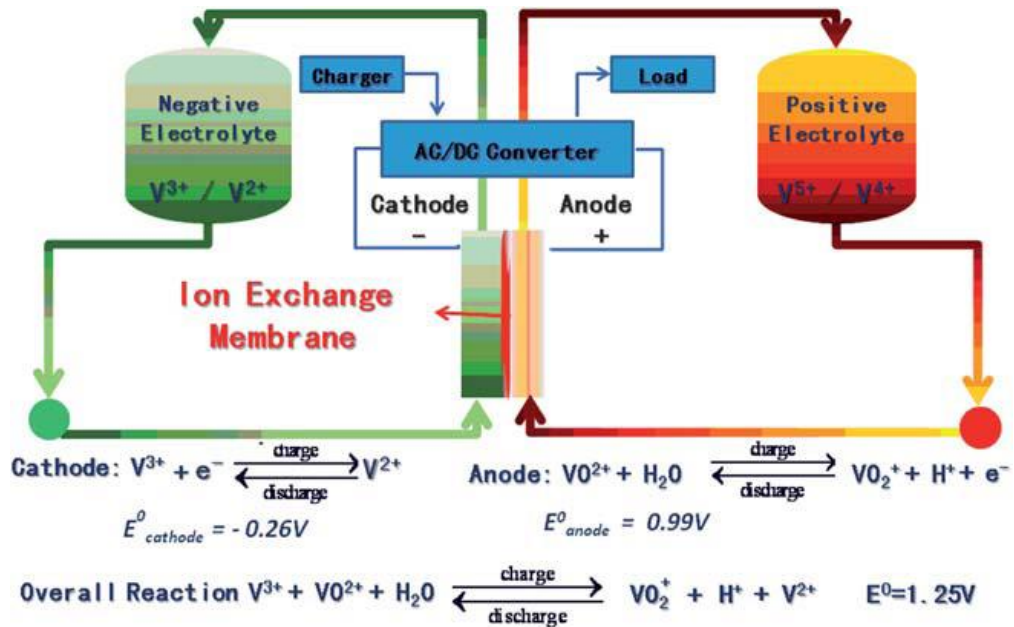 Charger
Load
Negative
Electrolyte
V³⁺ / V²⁺
AC/DC Converter
Positive
Electrolyte
V⁵⁺ / V⁴⁺
Cathode
-
Anode
+
Ion Exchange
Membrane
Cathode: V³⁺ + e⁻ charge discharge V²⁺
E⁰cathode = - 0.26V
Anode: VO²⁺ + H₂O charge discharge VO₂⁺ + H⁺ + e⁻
E⁰anode = 0.99V
Overall Reaction V³⁺ + VO²⁺ + H₂O charge discharge VO₂⁺ + H⁺ + V²⁺ E⁰=1.25V